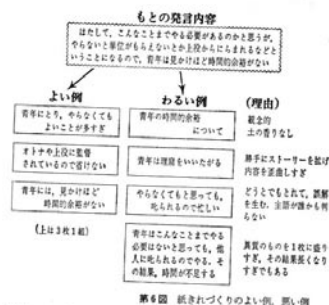 もとの発言内容
はたして、こんなことまでやる必要があるのかと思うが、
やらないと単位がもらえないとか上役からにらまれるなどと
いうことになるので、青年は見かけほど時間的余裕がない
よい例
わるい例
(理由)
青年にとり、やらなくても
よいことが多すぎ
青年の時間的余裕
について
観念的
土の香りなし
オトナや上役に監督
されているので怠けない
青年は理屈をいいたがる
勝手にストーリーを拡げ
内容を歪曲しすぎ
青年には、見かけほど
時間的余裕がない
やらなくてもと思っても、
叱られるので忙しい
どうとでもとれて、誤解
を生む、主語が誰かも判
らない
(上は3枚1組)
青年はこんなことまでやる
必要はないと思っても、他
人に叱られるのでやる。そ
の結果、時間が不足する
異質のものを1枚に盛り
すぎ、その結果長くなり
すぎでもある
第6図 紙きれづくりのよい例、悪い例